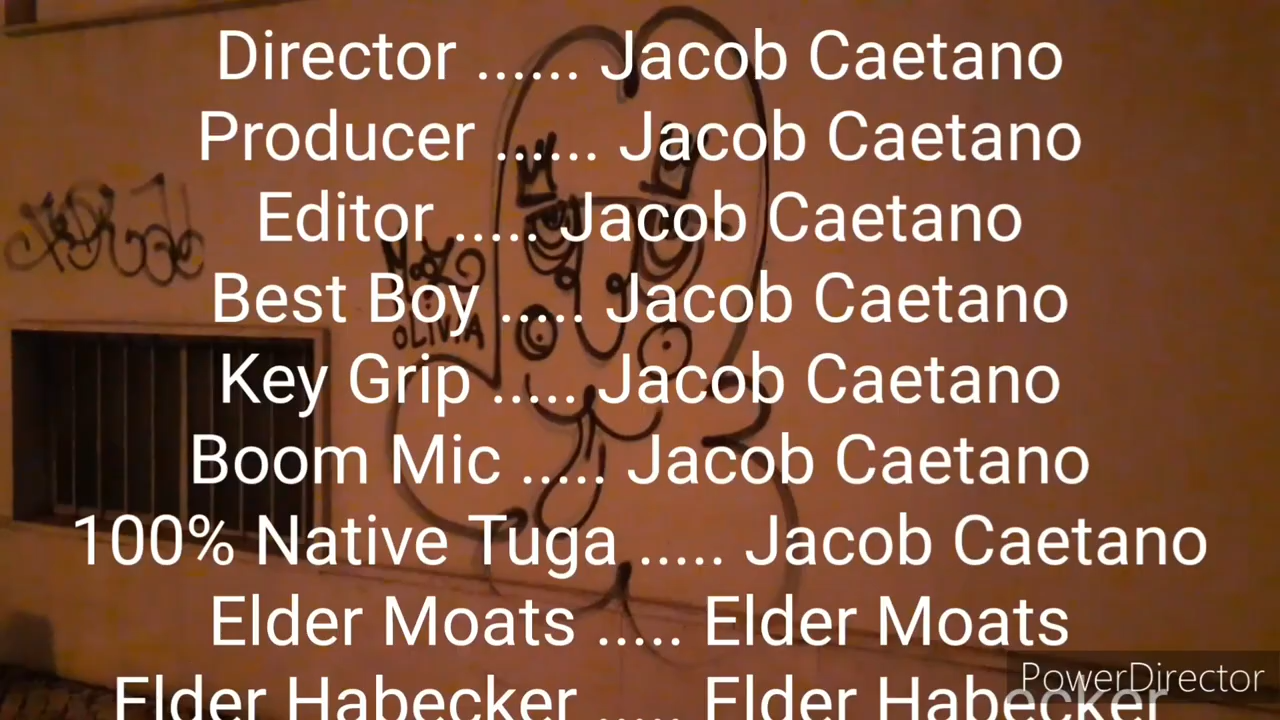 Director ...... Jacob Caetano
Producer ...... Jacob Caetano
Editor ..... Jacob Caetano
Best Boy ..... Jacob Caetano
Key Grip ..... Jacob Caetano
Boom Mic ..... Jacob Caetano
100% Native Tuga ..... Jacob Caetano
Elder Moats ..... Elder Moats
Elder Habecker ..... Elder Habecker
OLIVIA
PowerDirector